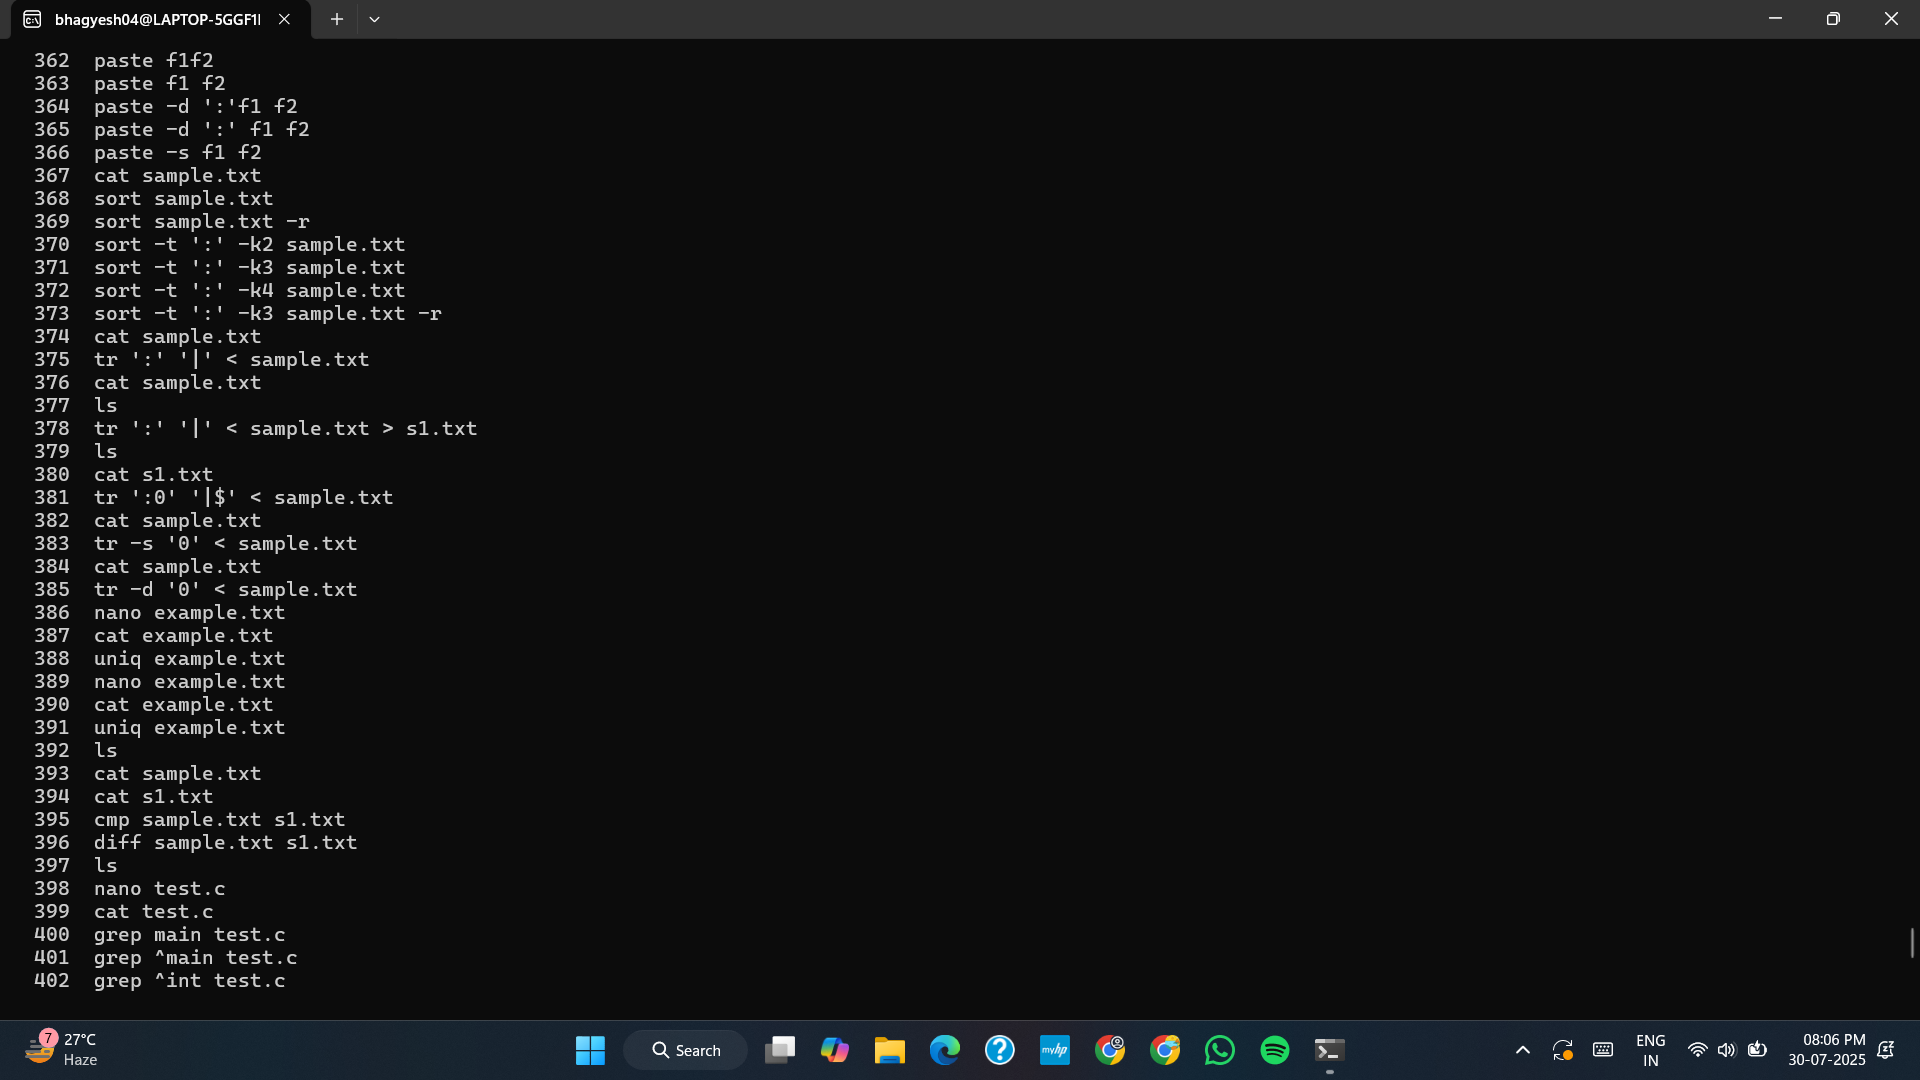 bhagyesh04@LAPTOP-5GGF1
362 paste f1f2
363 paste f1 f2
364 paste -d ':'f1 f2
365 paste -d ':' f1 f2
366 paste -s f1 f2
367 cat sample.txt
368 sort sample.txt
369 sort sample.txt -r
370 sort -t ':' -k2 sample.txt
371 sort -t ':' -k3 sample.txt
372 sort -t ':' -k4 sample.txt
373 sort -t ':' -k3 sample.txt -r
374 cat sample.txt
375 tr ':' '|' < sample.txt
376 cat sample.txt
377 ls
378 tr ':' '|' < sample.txt > s1.txt
379 ls
380 cat s1.txt
381 tr ':0' '|$' < sample.txt
382 cat sample.txt
383 tr -s '0' < sample.txt
384 cat sample.txt
385 tr -d '0' < sample.txt
386 nano example.txt
387 cat example.txt
388 uniq example.txt
389 nano example.txt
390 cat example.txt
391 uniq example.txt
392 ls
393 cat sample.txt
394 cat s1.txt
395 cmp sample.txt s1.txt
396 diff sample.txt s1.txt
397 ls
398 nano test.c
399 cat test.c
400 grep main test.c
401 grep ^main test.c
402 grep ^int test.c
7
27°C
Haze
Search
myhp
ENG
IN
08:06 PM
30-07-2025